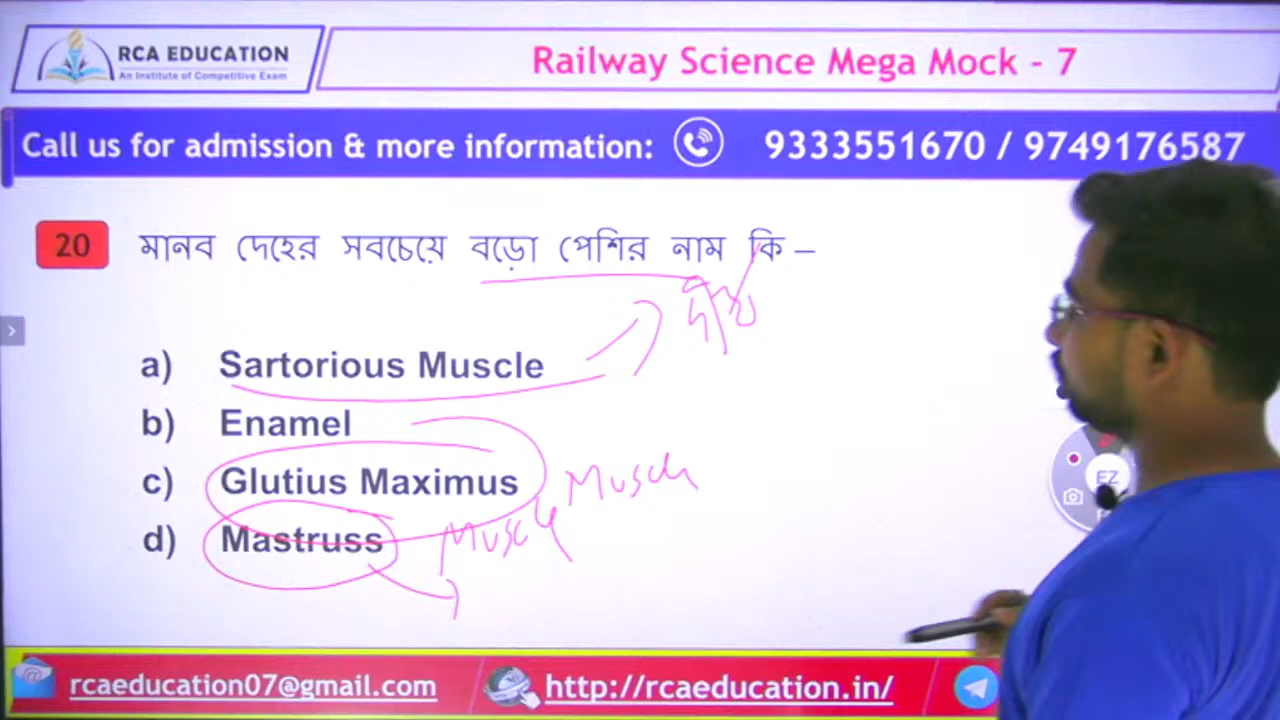 RCA EDUCATION
An Institute of Competitive Exam
Railway Science Mega Mock - 7
Call us for admission & more information: 9333551670 / 9749176587
20 মানব দেহের সবচেয়ে বড়ো পেশির নাম কি –
a) Sartorious Muscle
b) Enamel
c) Glutius Maximus Muscle
d) Mastruss Muscle
EZ
rcaeducation07@gmail.com http://rcaeducation.in/